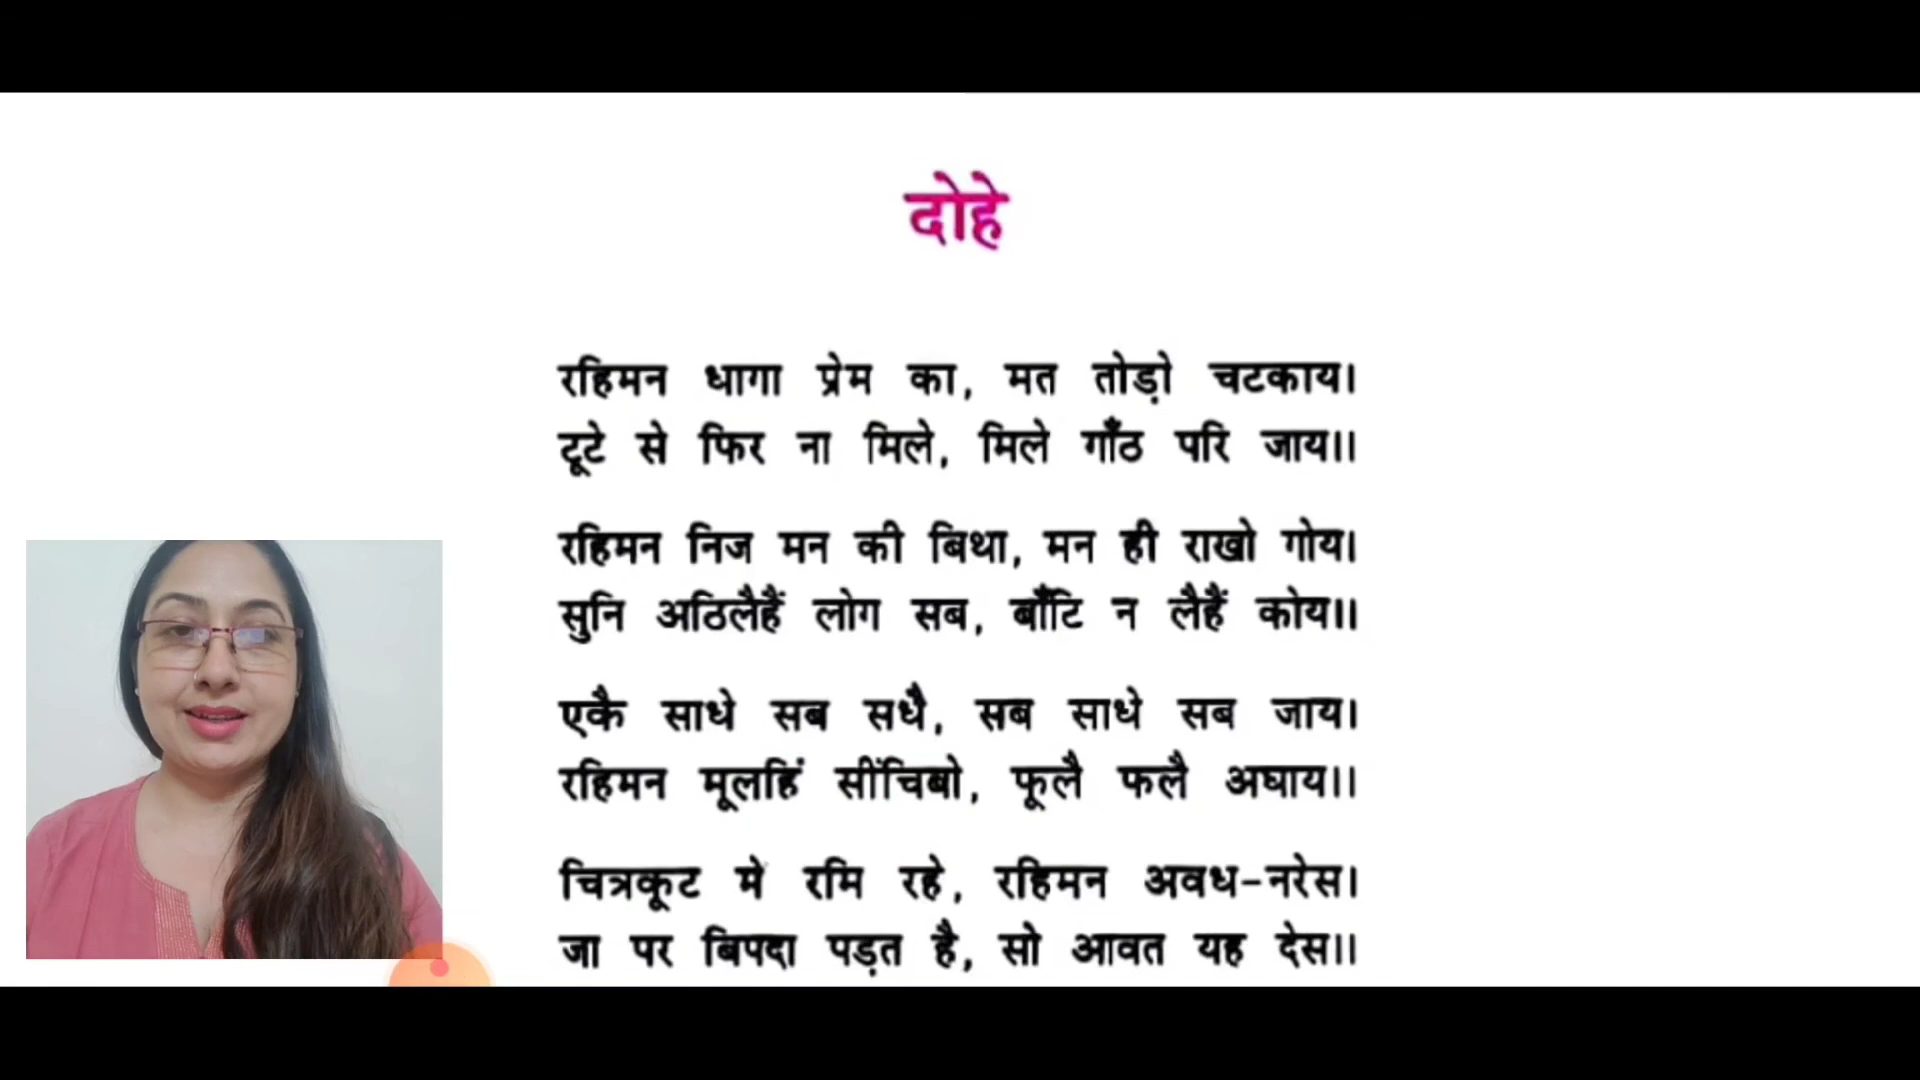 दोहे
रहिमन धागा प्रेम का, मत तोड़ो चटकाय।
टूटे से फिर ना मिले, मिले गाँठ परि जाय।।
रहिमन निज मन की बिथा, मन ही राखो गोय।
सुनि अठिलैहैं लोग सब, बाँटि न लैहैं कोय।।
एकै साधे सब सधै, सब साधे सब जाय।
रहिमन मूलहिं सींचिबो, फूलै फलै अघाय।।
चित्रकूट में रमि रहे, रहिमन अवध-नरेस।
जा पर बिपदा पड़त है, सो आवत यह देस।।